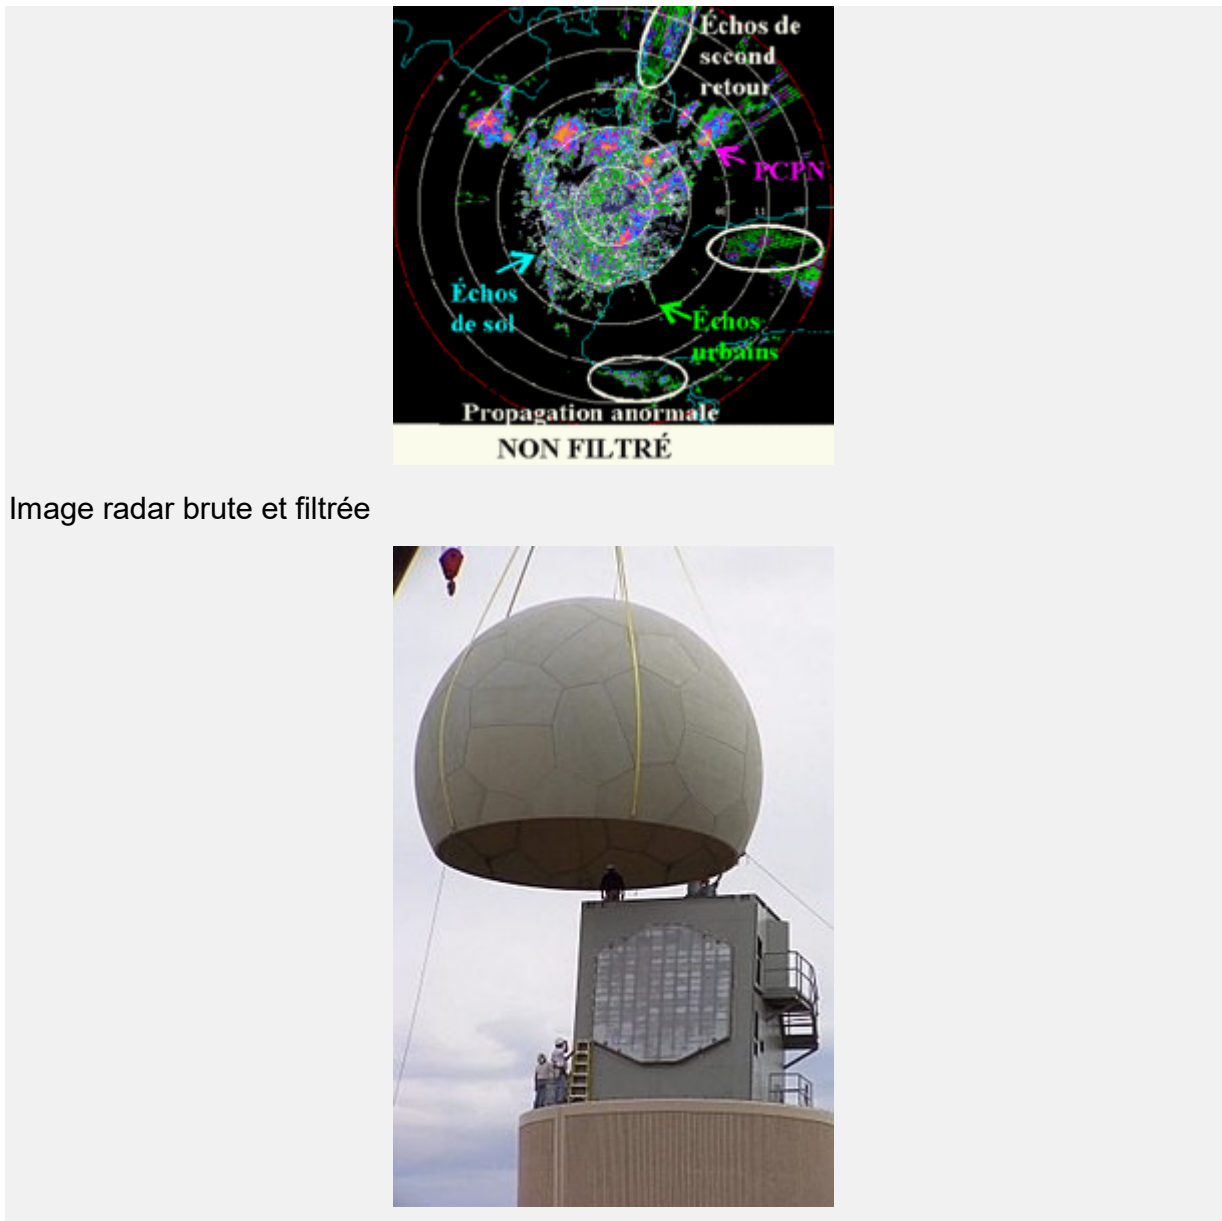 Échos de
second
retour
PCPN
Échos
de sol
Échos
urbains
Propagation anormale
NON FILTRÉ
Image radar brute et filtrée